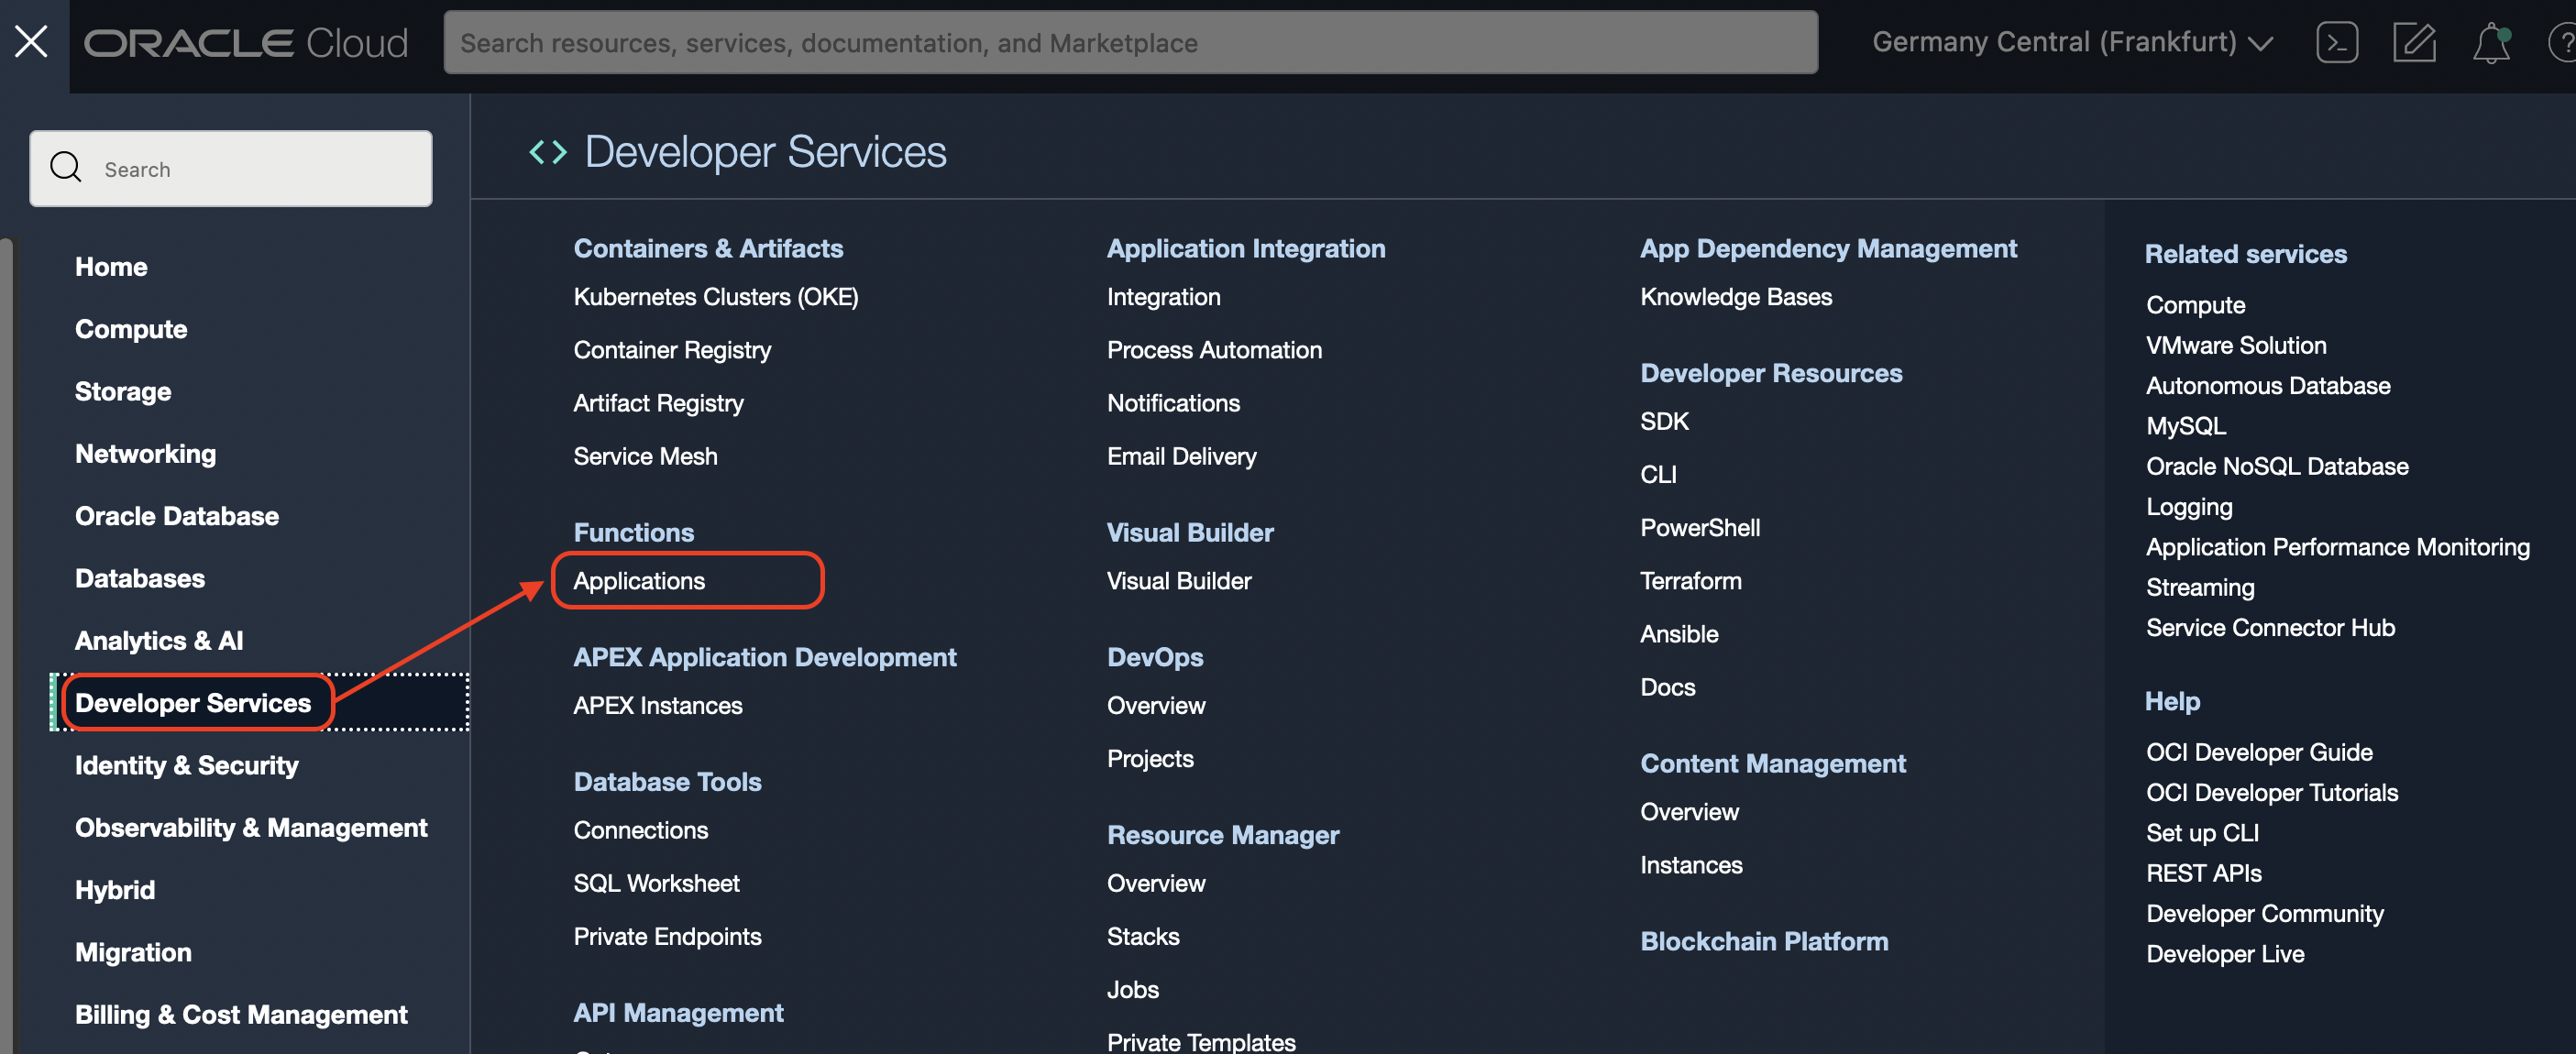 ORACLE Cloud
Search resources, services, documentation, and Marketplace
Germany Central (Frankfurt)
Search
Home
Compute
Storage
Networking
Oracle Database
Databases
Analytics & AI
Developer Services
Identity & Security
Observability & Management
Hybrid
Migration
Billing & Cost Management
Developer Services
Containers & Artifacts
Kubernetes Clusters (OKE)
Container Registry
Artifact Registry
Service Mesh
Functions
Applications
APEX Application Development
APEX Instances
Database Tools
Connections
SQL Worksheet
Private Endpoints
API Management
Application Integration
Integration
Process Automation
Notifications
Email Delivery
Visual Builder
Visual Builder
DevOps
Overview
Projects
Resource Manager
Overview
Stacks
Jobs
Private Templates
App Dependency Management
Knowledge Bases
Developer Resources
SDK
CLI
PowerShell
Terraform
Ansible
Docs
Content Management
Overview
Instances
Blockchain Platform
Related services
Compute
VMware Solution
Autonomous Database
MySQL
Oracle NoSQL Database
Logging
Application Performance Monitoring
Streaming
Service Connector Hub
Help
OCI Developer Guide
OCI Developer Tutorials
Set up CLI
REST APIs
Developer Community
Developer Live